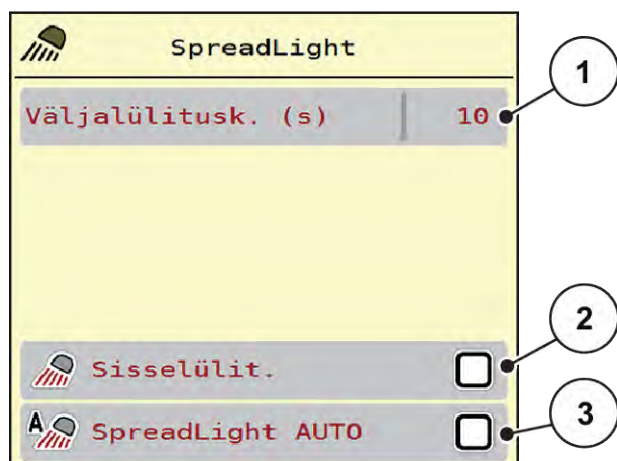 SpreadLight
Väljalülitusk. (s) 10
1
Sisselülit.
2
A
SpreadLight AUTO
3